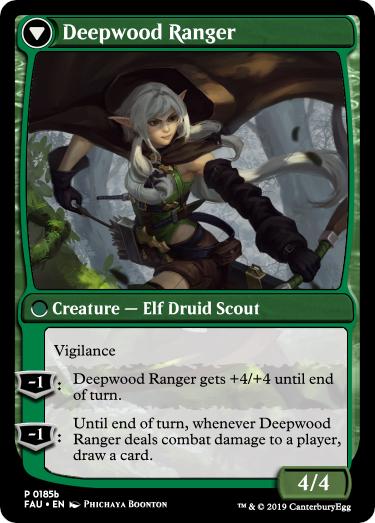 Deepwood Ranger
Creature — Elf Druid Scout
Vigilance
-1: Deepwood Ranger gets +4/+4 until end
of turn.
-1: Until end of turn, whenever Deepwood
Ranger deals combat damage to a player,
draw a card.
4/4
P 0185b
FAU • EN Phichaya Boonton
™ & © 2019 CanterburyEgg